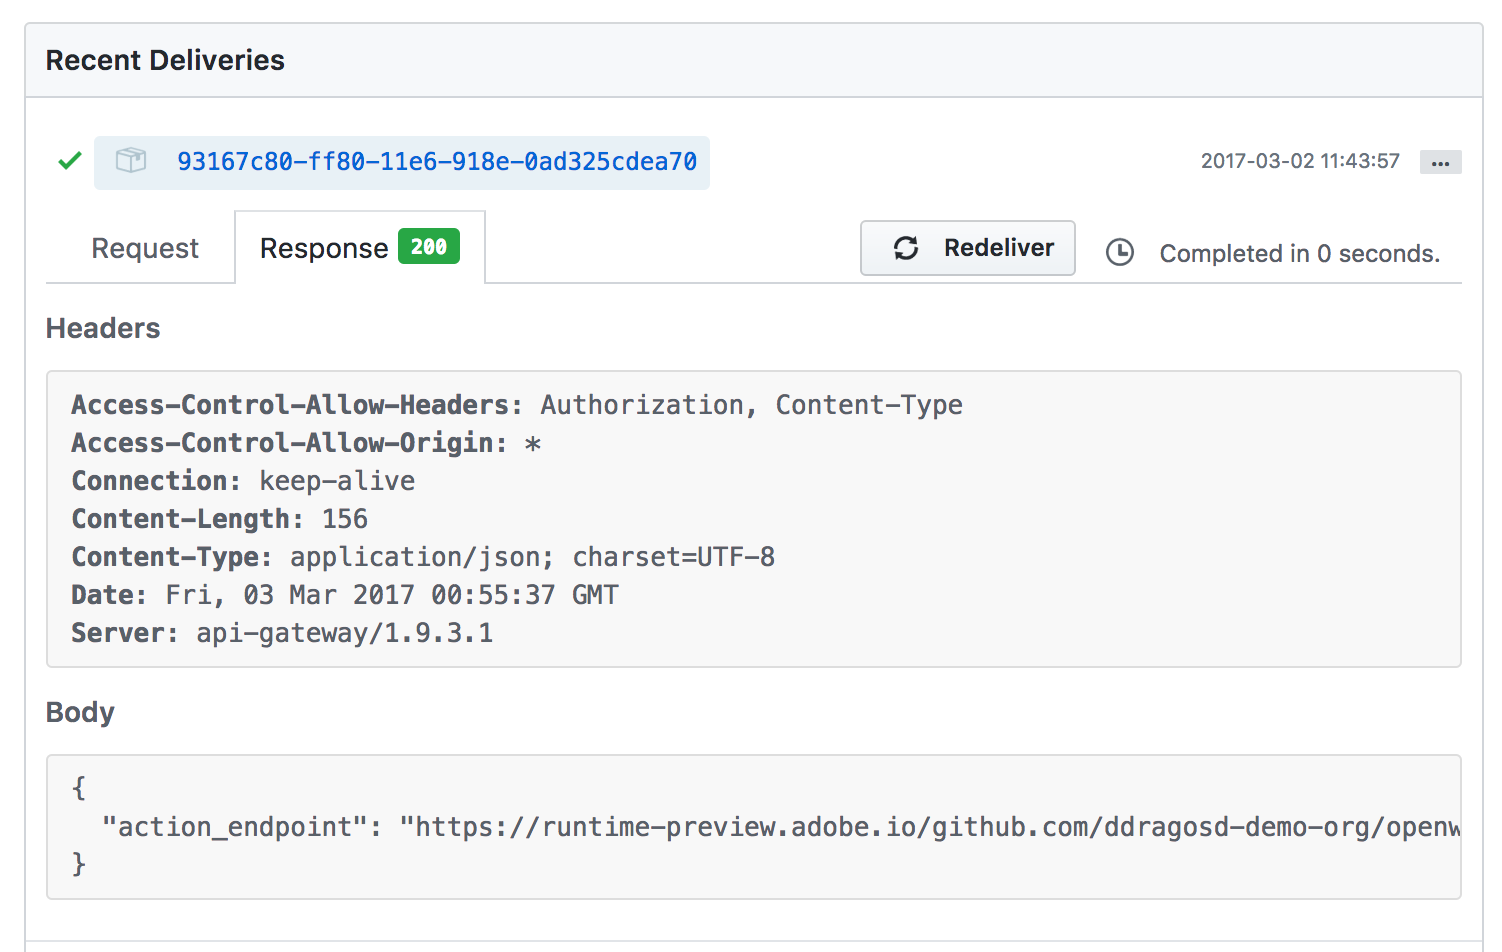 Recent Deliveries
93167c80-ff80-11e6-918e-0ad325cdea70 2017-03-02 11:43:57 ...
Request Response 200 Redeliver Completed in 0 seconds.
Headers
Access-Control-Allow-Headers: Authorization, Content-Type
Access-Control-Allow-Origin: *
Connection: keep-alive
Content-Length: 156
Content-Type: application/json; charset=UTF-8
Date: Fri, 03 Mar 2017 00:55:37 GMT
Server: api-gateway/1.9.3.1
Body
{
"action_endpoint": "https://runtime-preview.adobe.io/github.com/ddragosd-demo-org/openw
}